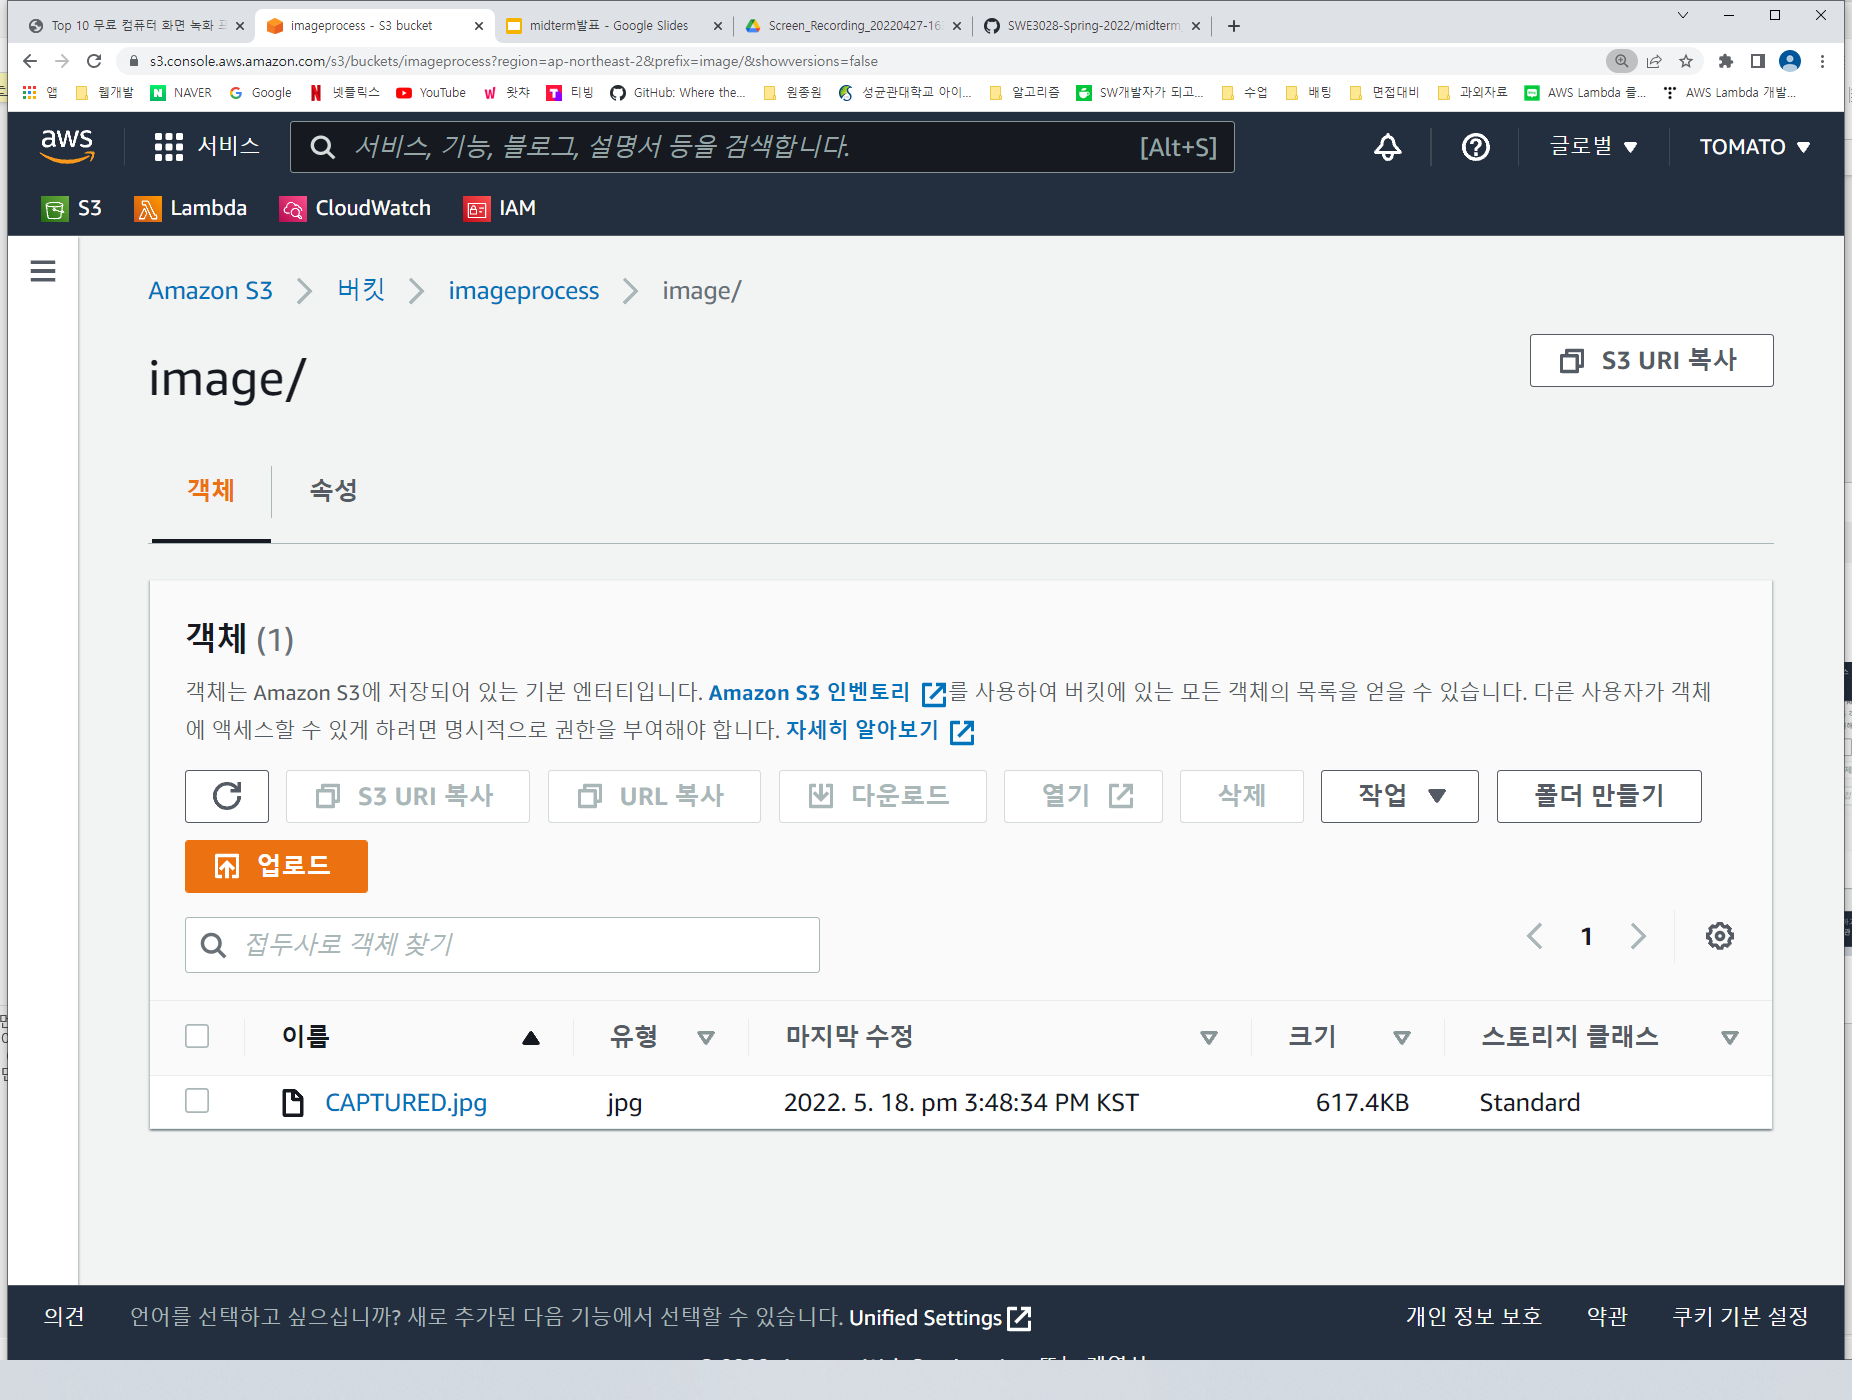 Top 10 무료 컴퓨터 화면 녹화 프
imageprocess - S3 bucket
midterm발표 - Google Slides
Screen_Recording_20220427-16
SWE3028-Spring-2022/midterm
s3.console.aws.amazon.com/s3/buckets/imageprocess?region=ap-northeast-2&prefix=image/&showversions=false
앱 웹개발 NAVER Google 넷플릭스 YouTube 왓챠 티빙 GitHub: Where the... 원종원 성균관대학교 아이... 알고리즘 SW개발자가 되고... 수업 배팅 면접대비 과외자료 AWS Lambda 를... AWS Lambda 개발...
aws 서비스 서비스, 기능, 블로그, 설명서 등을 검색합니다. [Alt+S] 글로벌 TOMATO
S3 Lambda CloudWatch IAM
Amazon S3 버킷 imageprocess image/
image/
S3 URI 복사
객체 속성
객체 (1)
객체는 Amazon S3에 저장되어 있는 기본 엔터티입니다. Amazon S3 인벤토리 를 사용하여 버킷에 있는 모든 객체의 목록을 얻을 수 있습니다. 다른 사용자가 객체
에 액세스할 수 있게 하려면 명시적으로 권한을 부여해야 합니다. 자세히 알아보기
S3 URI 복사 URL 복사 다운로드 열기 삭제 작업 폴더 만들기
업로드
접두사로 객체 찾기
1
이름 유형 마지막 수정 크기 스토리지 클래스
CAPTURED.jpg jpg 2022. 5. 18. pm 3:48:34 PM KST 617.4KB Standard
의견 언어를 선택하고 싶으십니까? 새로 추가된 다음 기능에서 선택할 수 있습니다. Unified Settings 개인 정보 보호 약관 쿠키 기본 설정